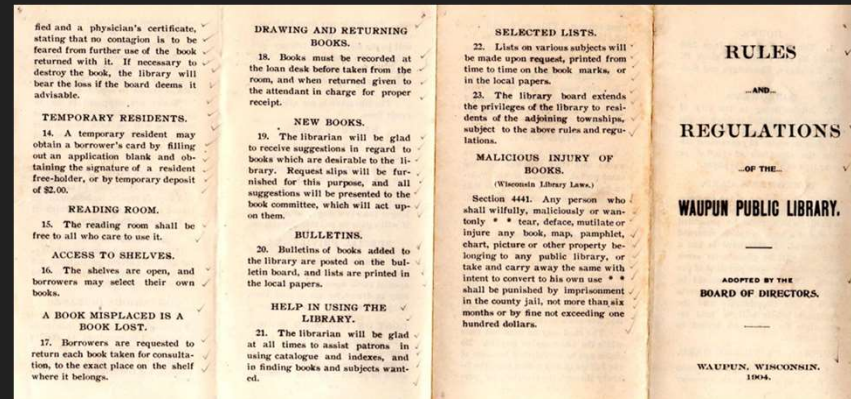 fied and a physician's certificate,
stating that no contagion is to be
feared from further use of the book
returned with it. If necessary to
destroy the book, the library will
bear the loss if the board deems it
advisable.
TEMPORARY RESIDENTS.
14. A temporary resident may
obtain a borrower's card by filling
out an application blank and ob-
taining the signature of a resident
free-holder, or by temporary deposit
of $2.00.
READING ROOM.
15. The reading room shall be
free to all who care to use it.
ACCESS TO SHELVES.
16. The shelves are open, and
borrowers may select their own
books.
A BOOK MISPLACED IS A
BOOK LOST.
17. Borrowers are requested to
return each book taken for consulta-
tion, to the exact place on the shelf
where it belongs.
DRAWING AND RETURNING
BOOKS.
18. Books must be recorded at
the loan desk before taken from the
room, and when returned given to
the attendant in charge for proper
receipt.
NEW BOOKS.
19. The librarian will be glad
to receive suggestions in regard to
books which are desirable to the li-
brary. Request slips will be fur-
nished for this purpose, and all
suggestions will be presented to the
book committee, which will act up-
on them.
BULLETINS.
20. Bulletins of books added to
the library are posted on the bul-
letin board, and lists are printed in
the local papers.
HELP IN USING THE
LIBRARY.
21. The librarian will be glad
at all times to assist patrons in
using catalogue and indexes, and
in finding books and subjects want-
ed.
SELECTED LISTS.
22. Lists on various subjects will
be made upon request, printed from
time to time on the book marks, or
in the local papers.
23. The library board extends
the privileges of the library to resi-
dents of the adjoining townships,
subject to the above rules and regu-
lations.
MALICIOUS INJURY OF
BOOKS.
(Wisconsin Library Laws.)
Section 4441. Any person who
shall wilfully, maliciously or wan-
tonly * * tear, deface, mutilate or
injure any book, map, pamphlet,
chart, picture or other property be-
longing to any public library, or
take and carry away the same with
intent to convert to his own use * *
shall be punished by imprisonment
in the county jail, not more than six
months or by fine not exceeding one
hundred dollars.
RULES
...AND...
REGULATIONS
...OF THE...
WAUPUN PUBLIC LIBRARY.
ADOPTED BY THE
BOARD OF DIRECTORS.
WAUPUN, WISCONSIN.
1904.